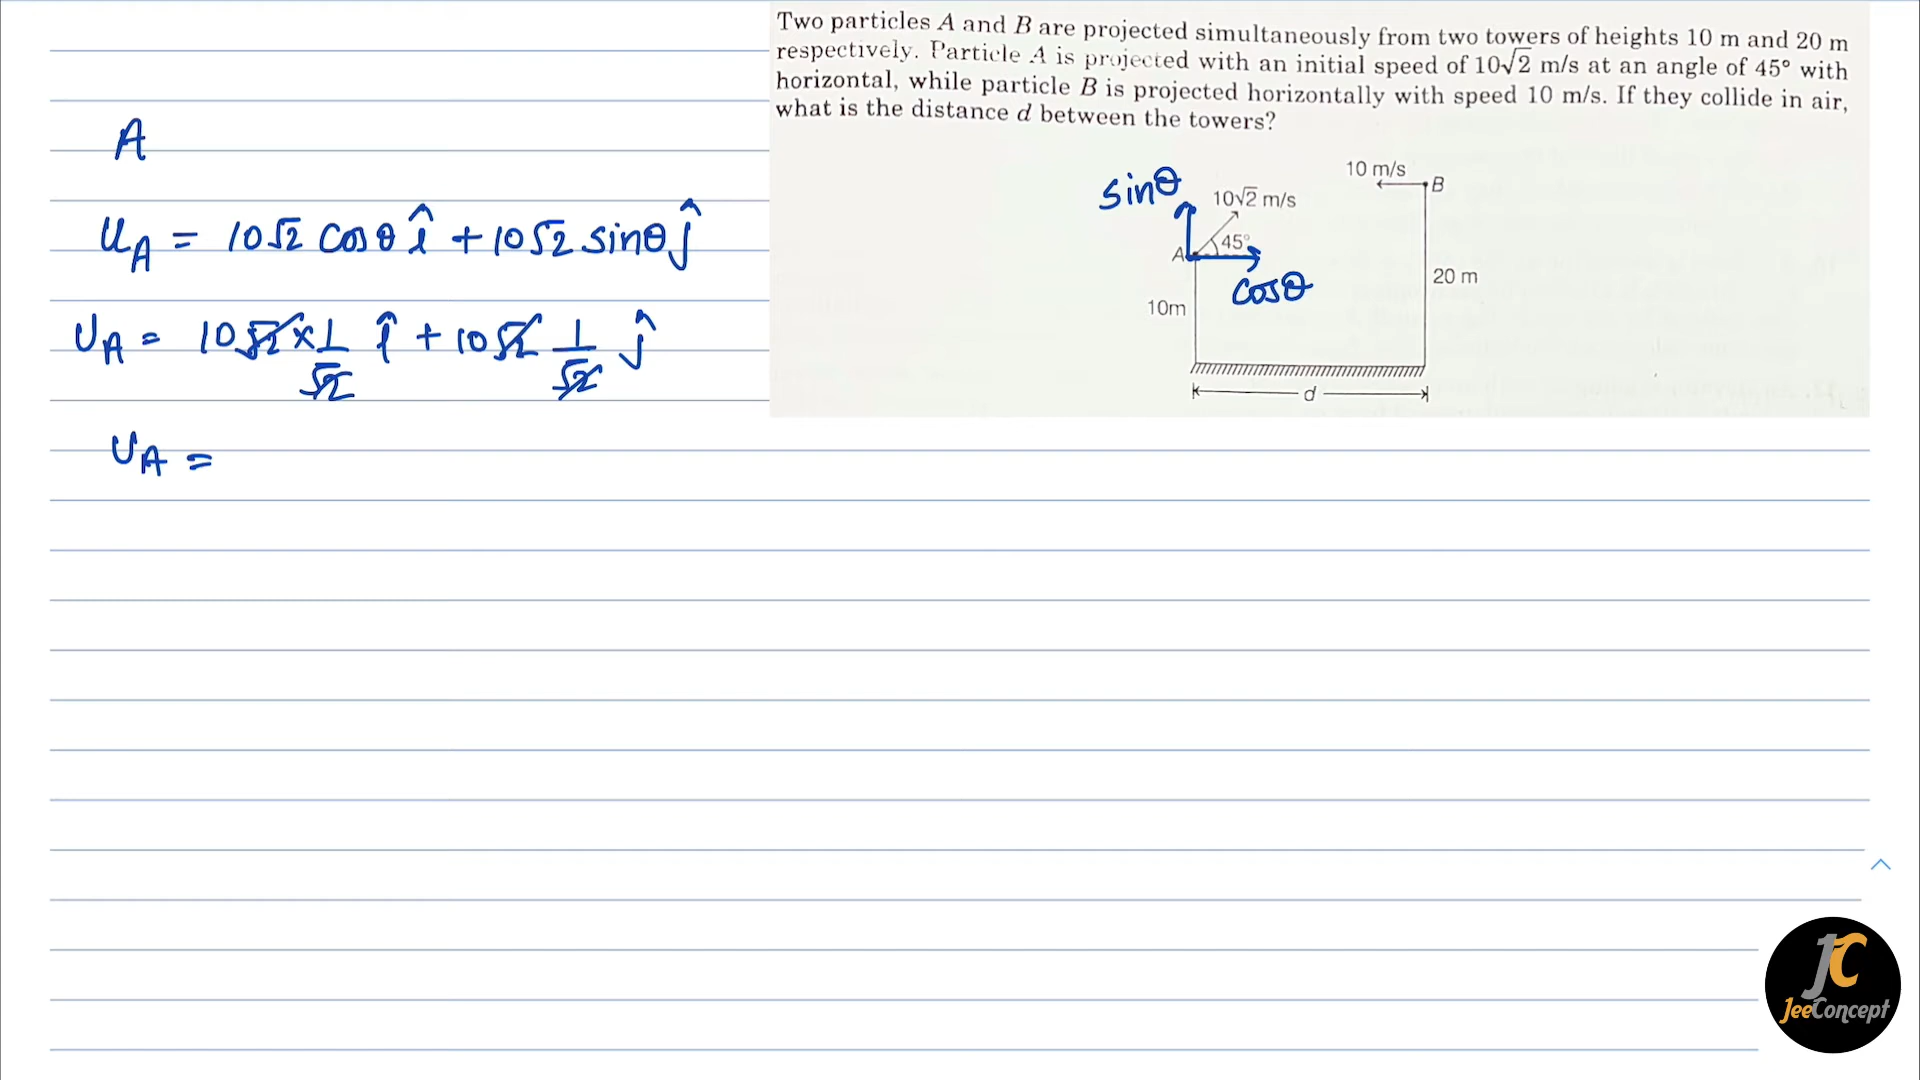 Two particles A and B are projected simultaneously from two towers of heights 10 m and 20 m
respectively. Particle A is projected with an initial speed of 10√2 m/s at an angle of 45° with
horizontal, while particle B is projected horizontally with speed 10 m/s. If they collide in air,
what is the distance d between the towers?
A
u_A = 10√2 cosθ î + 10√2 sinθ ĵ
U_A = 10√2 × 1/√2 î + 10√2 1/√2 ĵ
U_A =
sinθ
10√2 m/s
10 m/s
B
A
45°
cosθ
20 m
10m
d
JC
JeeConcept